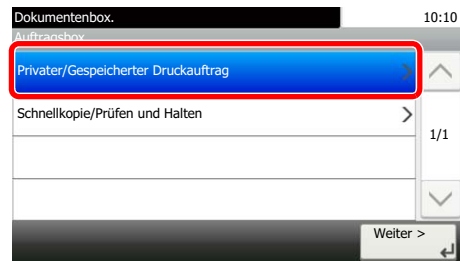 Dokumentenbox.
10:10
Auftragsbox
Privater/Gespeicherter Druckauftrag
Schnellkopie/Prüfen und Halten
1/1
Weiter >